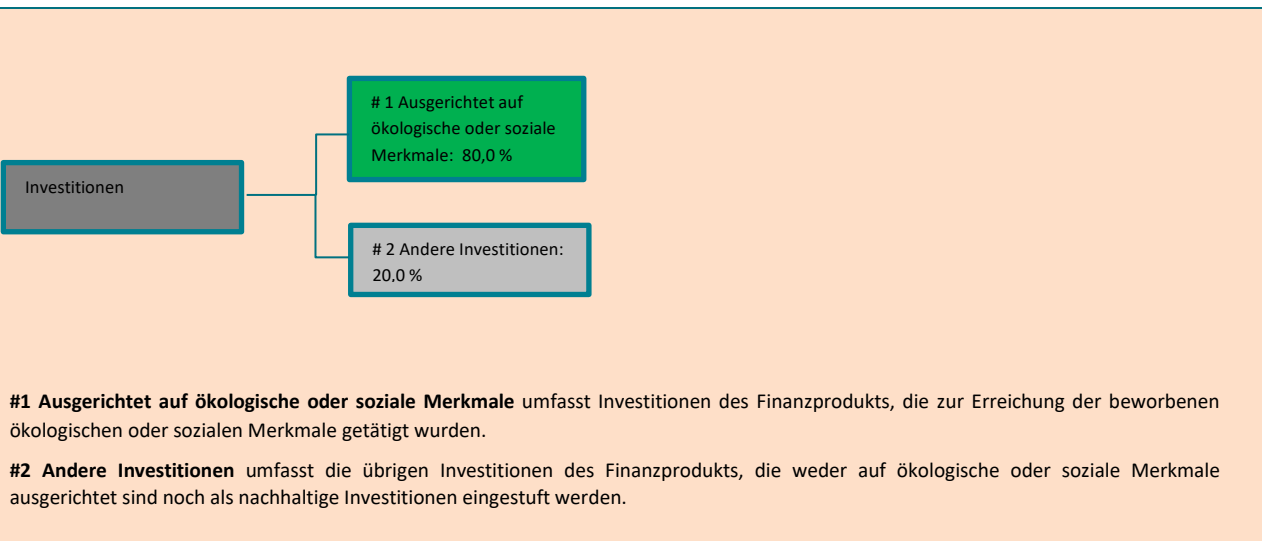 # 1 Ausgerichtet auf
ökologische oder soziale
Merkmale: 80,0 %
Investitionen
# 2 Andere Investitionen:
20,0 %
#1 Ausgerichtet auf ökologische oder soziale Merkmale umfasst Investitionen des Finanzprodukts, die zur Erreichung der beworbenen
ökologischen oder sozialen Merkmale getätigt wurden.
#2 Andere Investitionen umfasst die übrigen Investitionen des Finanzprodukts, die weder auf ökologische oder soziale Merkmale
ausgerichtet sind noch als nachhaltige Investitionen eingestuft werden.